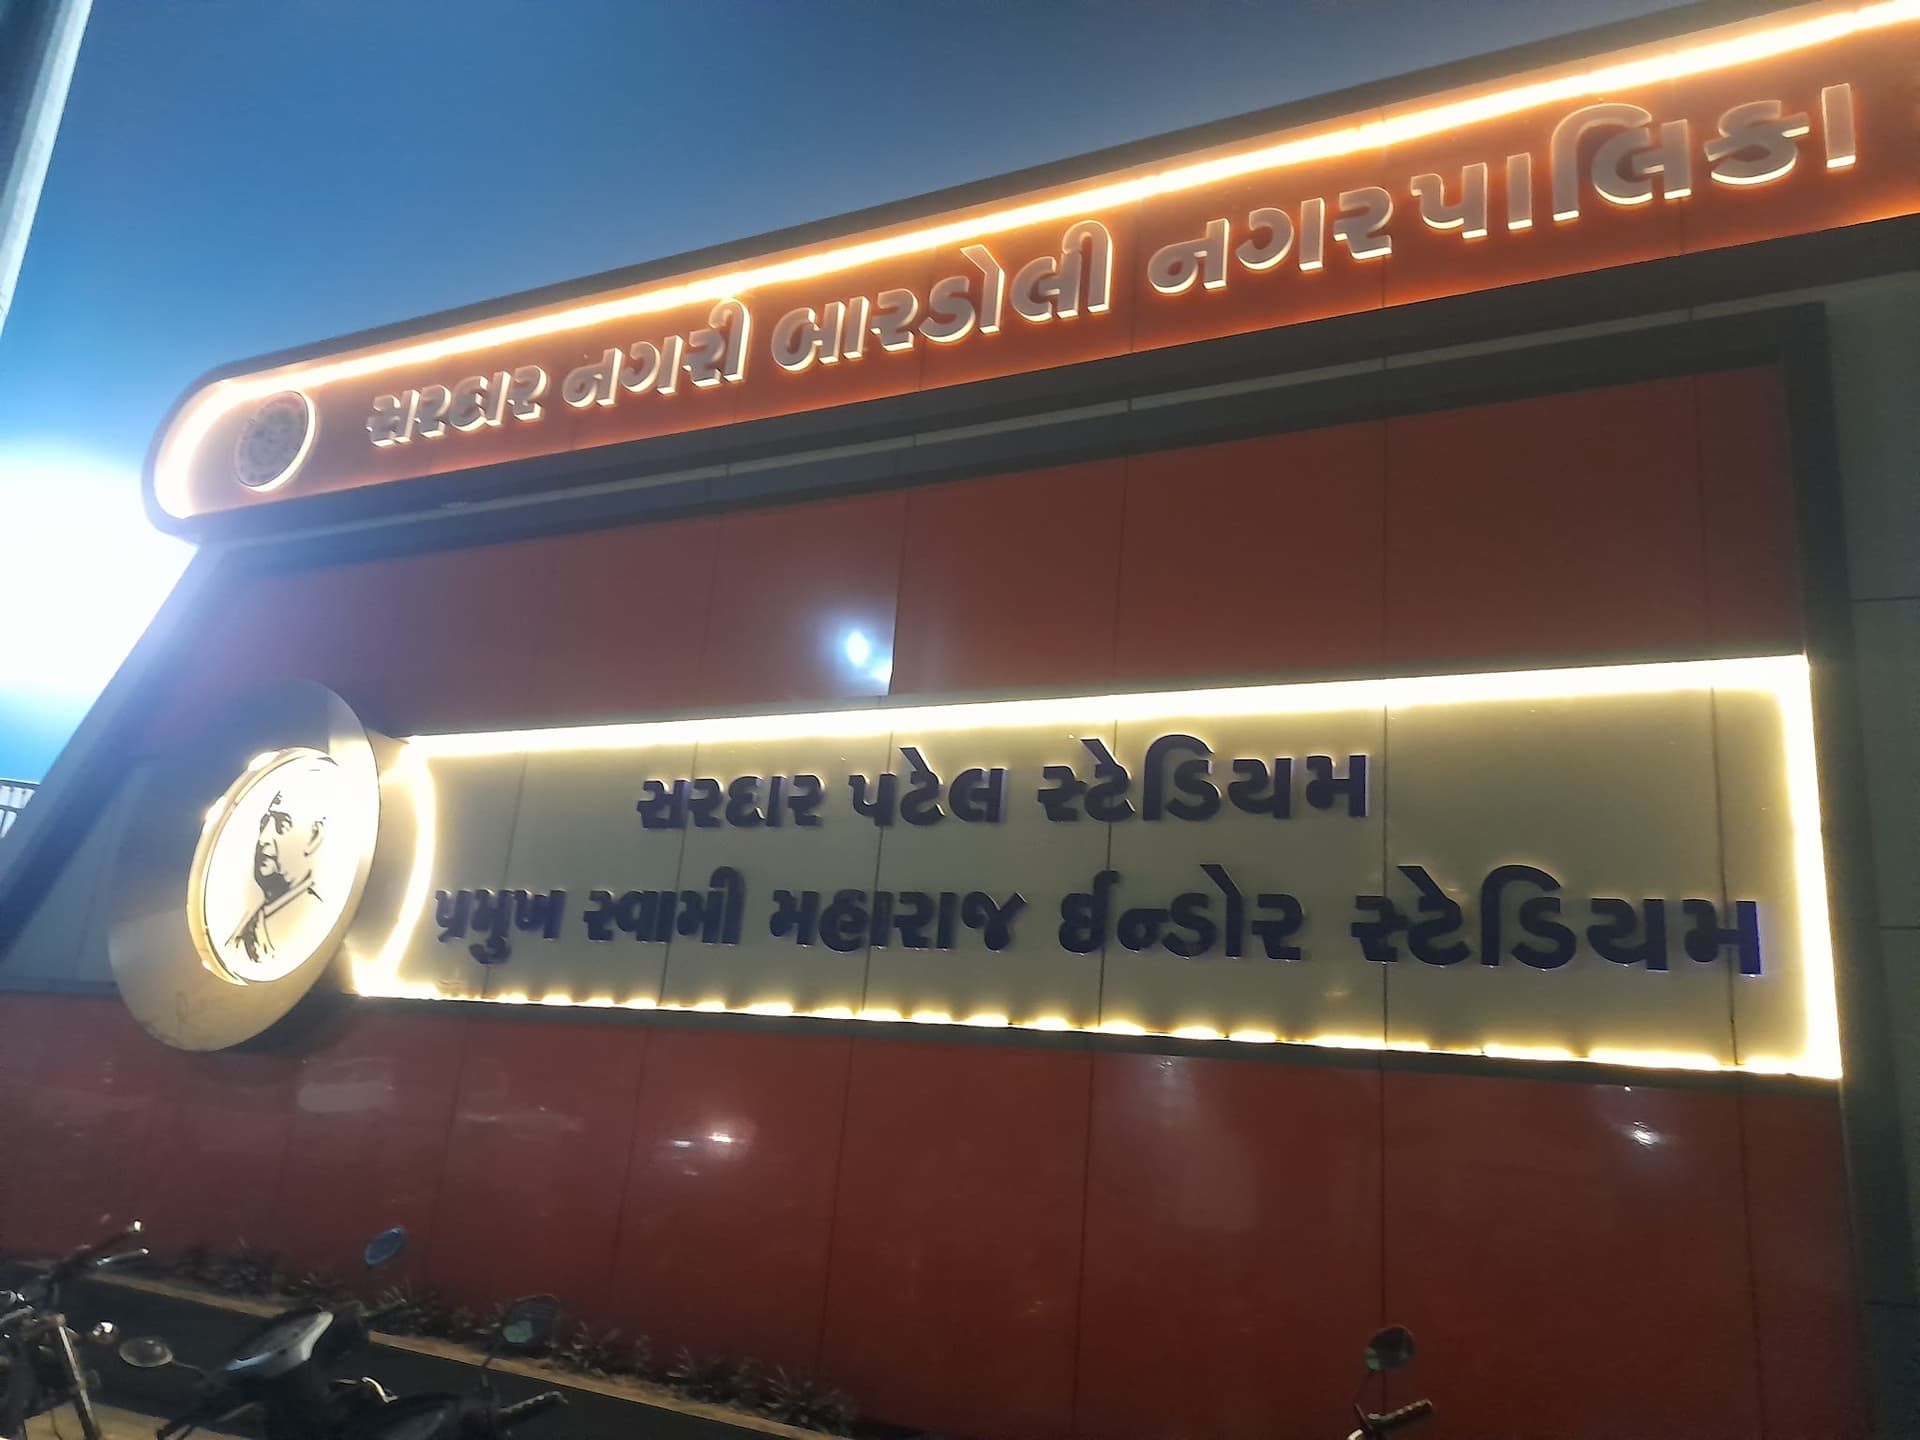 સરદાર નગરી બારડોલી નગરપાલિકા
સરદાર પટેલ સ્ટેડિયમ
પ્રમુખ સ્વામી મહારાજ ઈન્ડોર સ્ટેડિયમ